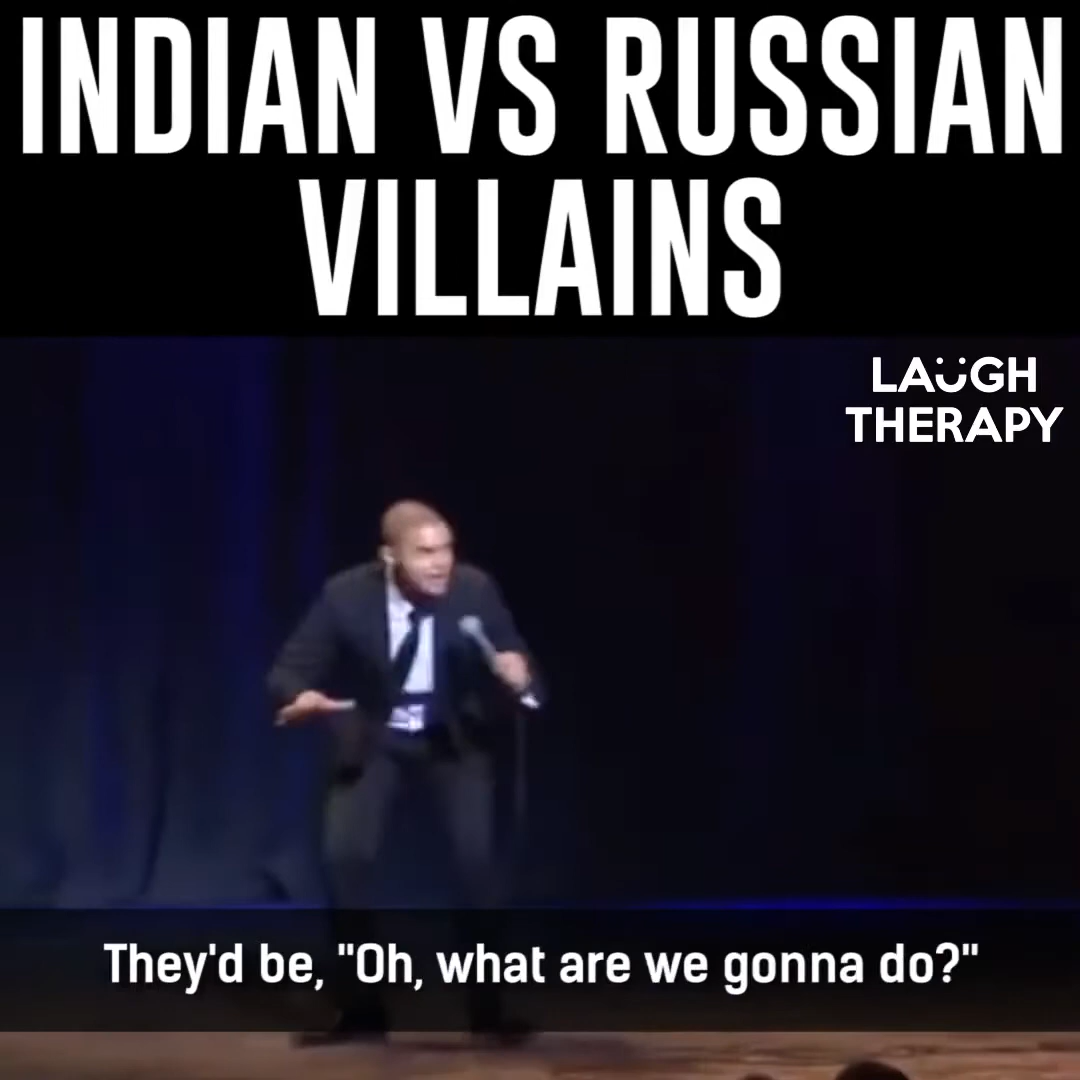 INDIAN VS RUSSIAN
VILLAINS
LAUGH
THERAPY
They'd be, "Oh, what are we gonna do?"